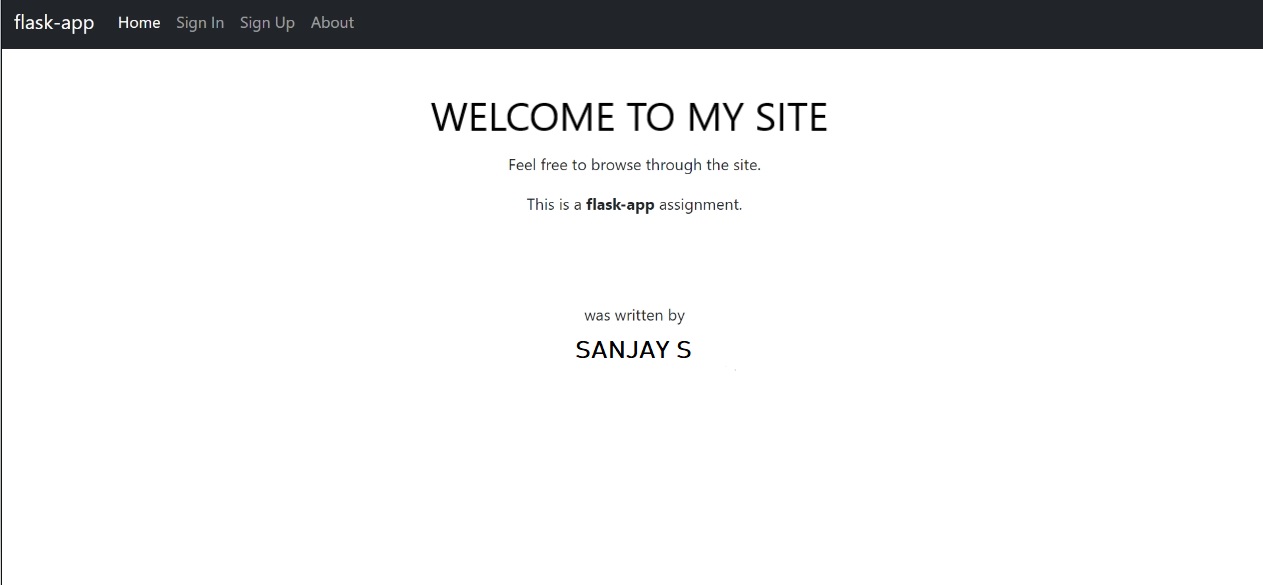 flask-app Home Sign In Sign Up About
WELCOME TO MY SITE
Feel free to browse through the site.
This is a flask-app assignment.
was written by
SANJAY S